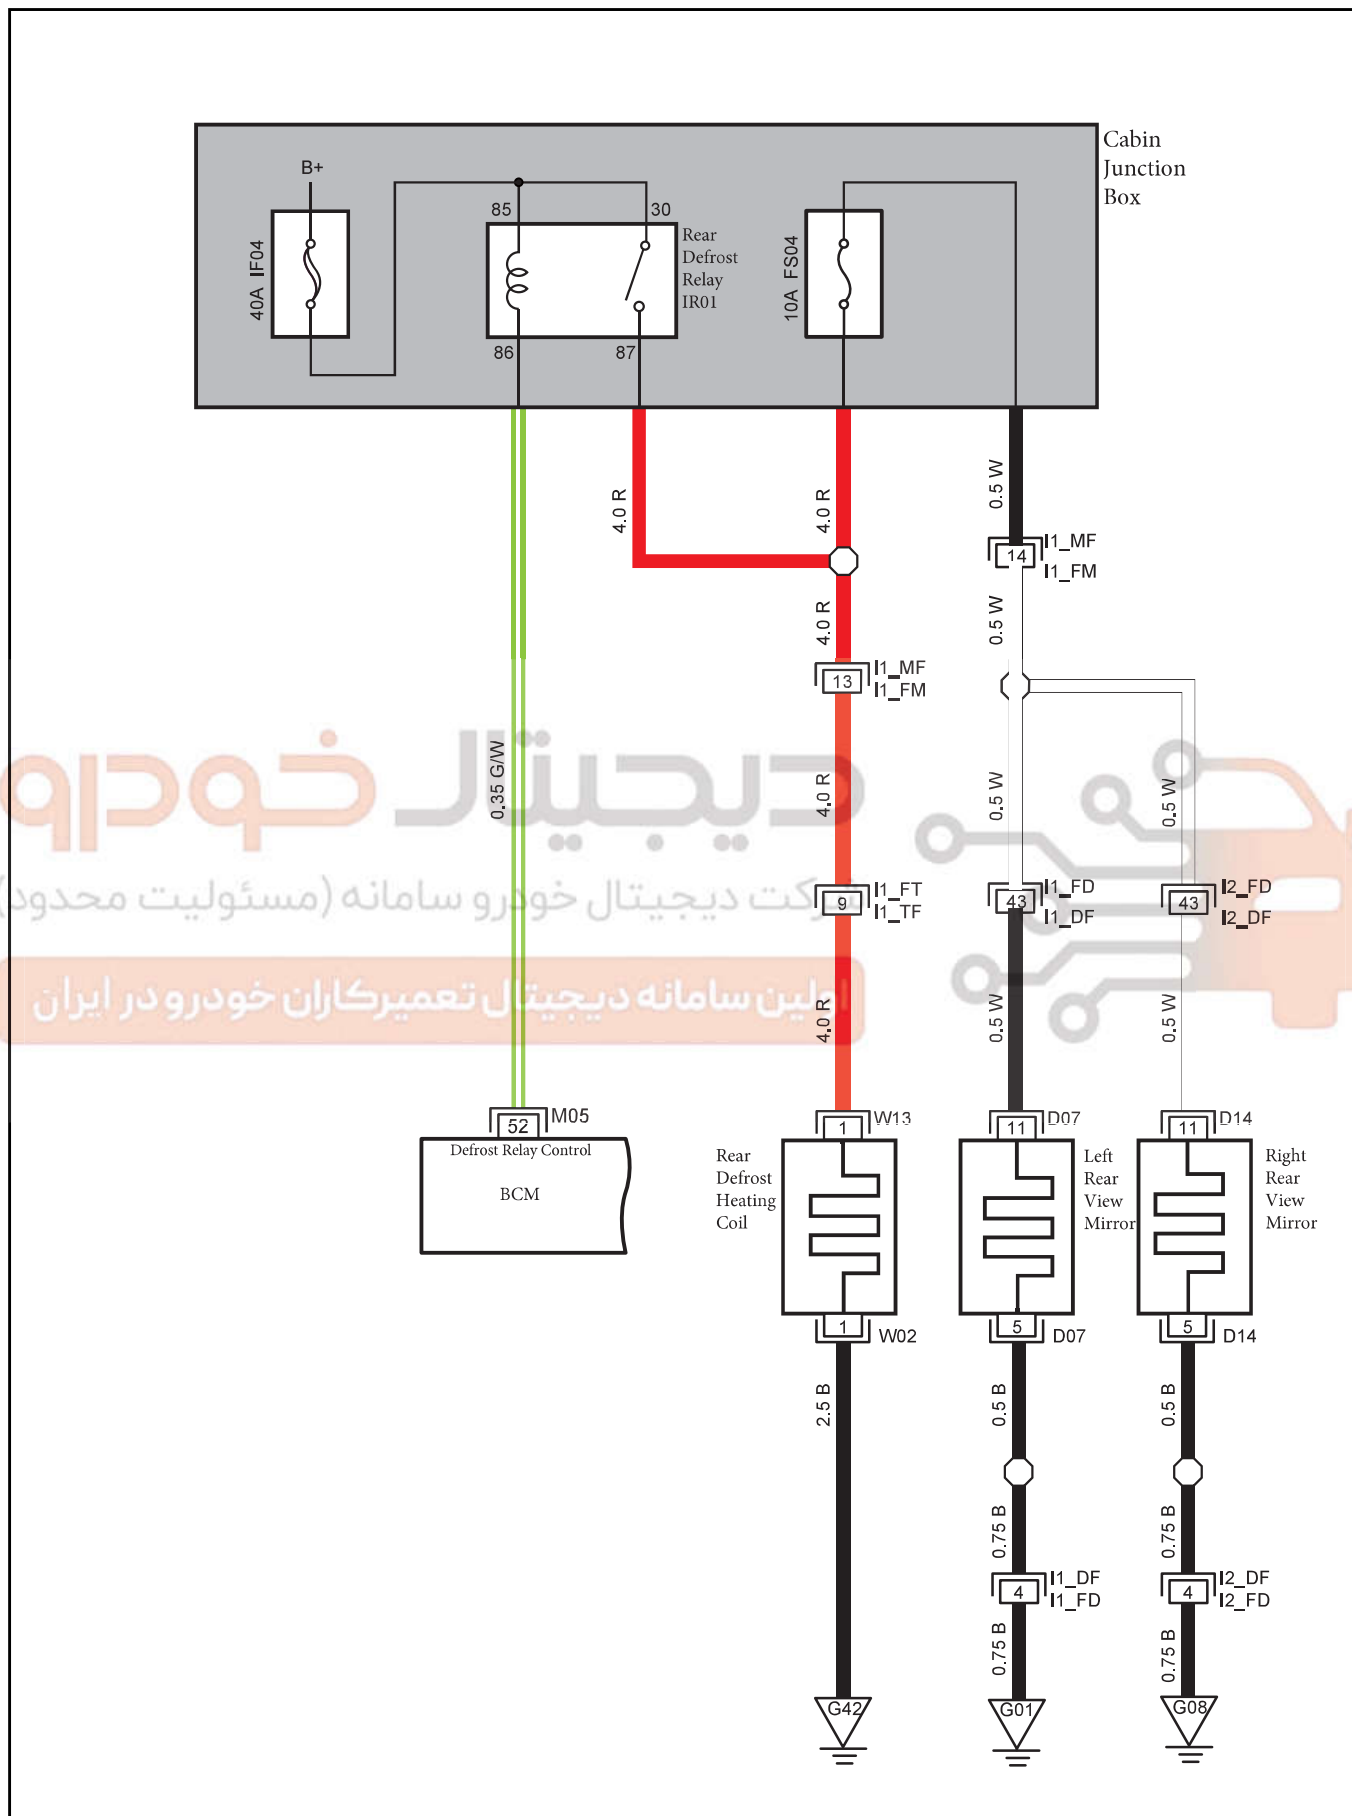 Cabin
Junction
Box
B+
40A IF04
85
30
86
87
Rear
Defrost
Relay
IR01
10A FS04
4.0 R
4.0 R
0.5 W
14
I1_MF
I1_FM
4.0 R
0.5 W
13
I1_MF
I1_FM
0.35 G/W
4.0 R
0.5 W
0.5 W
دیجیتال خودرو
شرکت دیجیتال خودرو سامانه (مسئولیت محدود)
9
I1_FT
I1_TF
43
I1_FD
I1_DF
43
I2_FD
I2_DF
اولین سامانه دیجیتال تعمیرکاران خودرو در ایران
4.0 R
0.5 W
0.5 W
52
M05
Defrost Relay Control
BCM
1
W13
11
D07
11
D14
Rear
Defrost
Heating
Coil
Left
Rear
View
Mirror
Right
Rear
View
Mirror
1
W02
5
D07
5
D14
2.5 B
0.5 B
0.5 B
0.75 B
0.75 B
4
I1_DF
I1_FD
4
I2_DF
I2_FD
0.75 B
0.75 B
G42
G01
G08